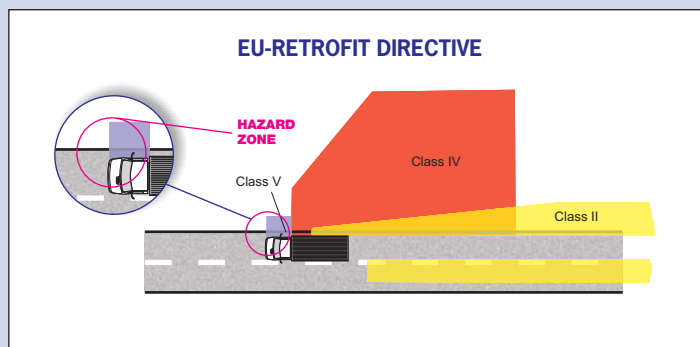 EU-RETROFIT DIRECTIVE
HAZARD
ZONE
Class IV
Class V
Class II